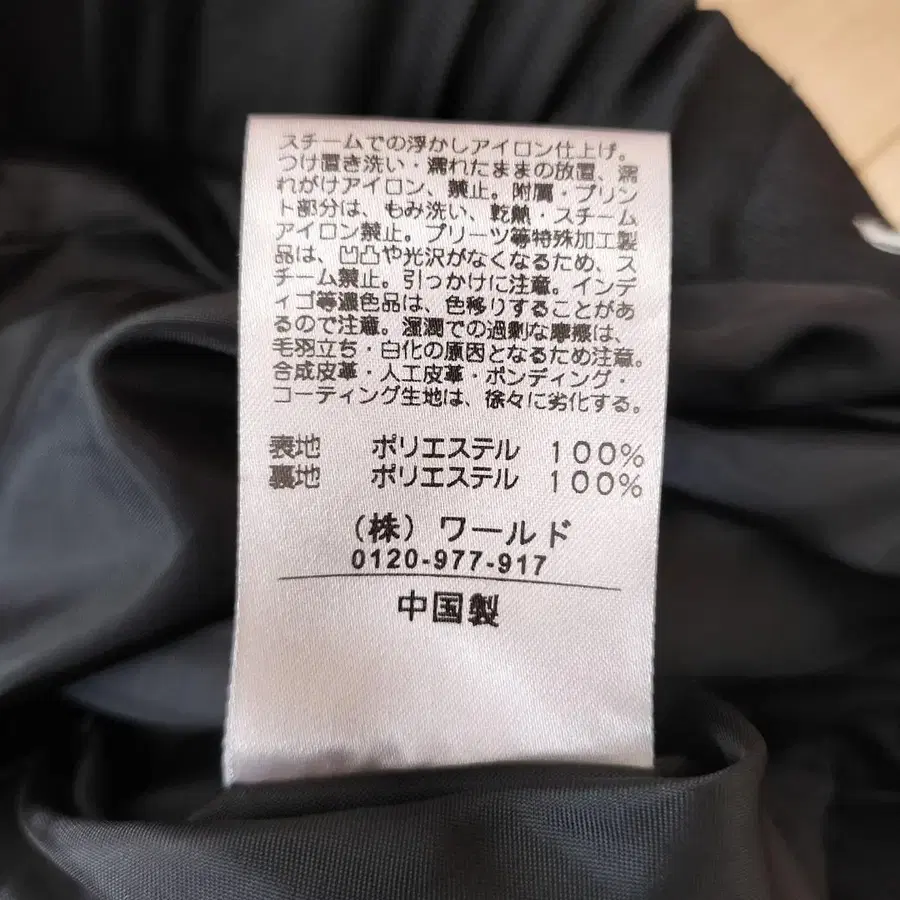 スチームでの浮かしアイロン仕上げ。
つけ置き洗い・濡れたままの放置、濡
れがけアイロン、禁止。附属・プリン
ト部分は、もみ洗い、乾熱・スチーム
アイロン禁止。プリーツ等特殊加工製
品は、凹凸や光沢がなくなるため、ス
チーム禁止。引っかけに注意。インデ
ィゴ等濃色品は、色移りすることがあ
るので注意。湿潤での過剰な摩擦は、
毛羽立ち・白化の原因となるため注意。
合成皮革・人工皮革・ボンディング・
コーティング生地は、徐々に劣化する。
表地 ポリエステル 100%
裏地 ポリエステル 100%
(株) ワールド
0120-977-917
中国製